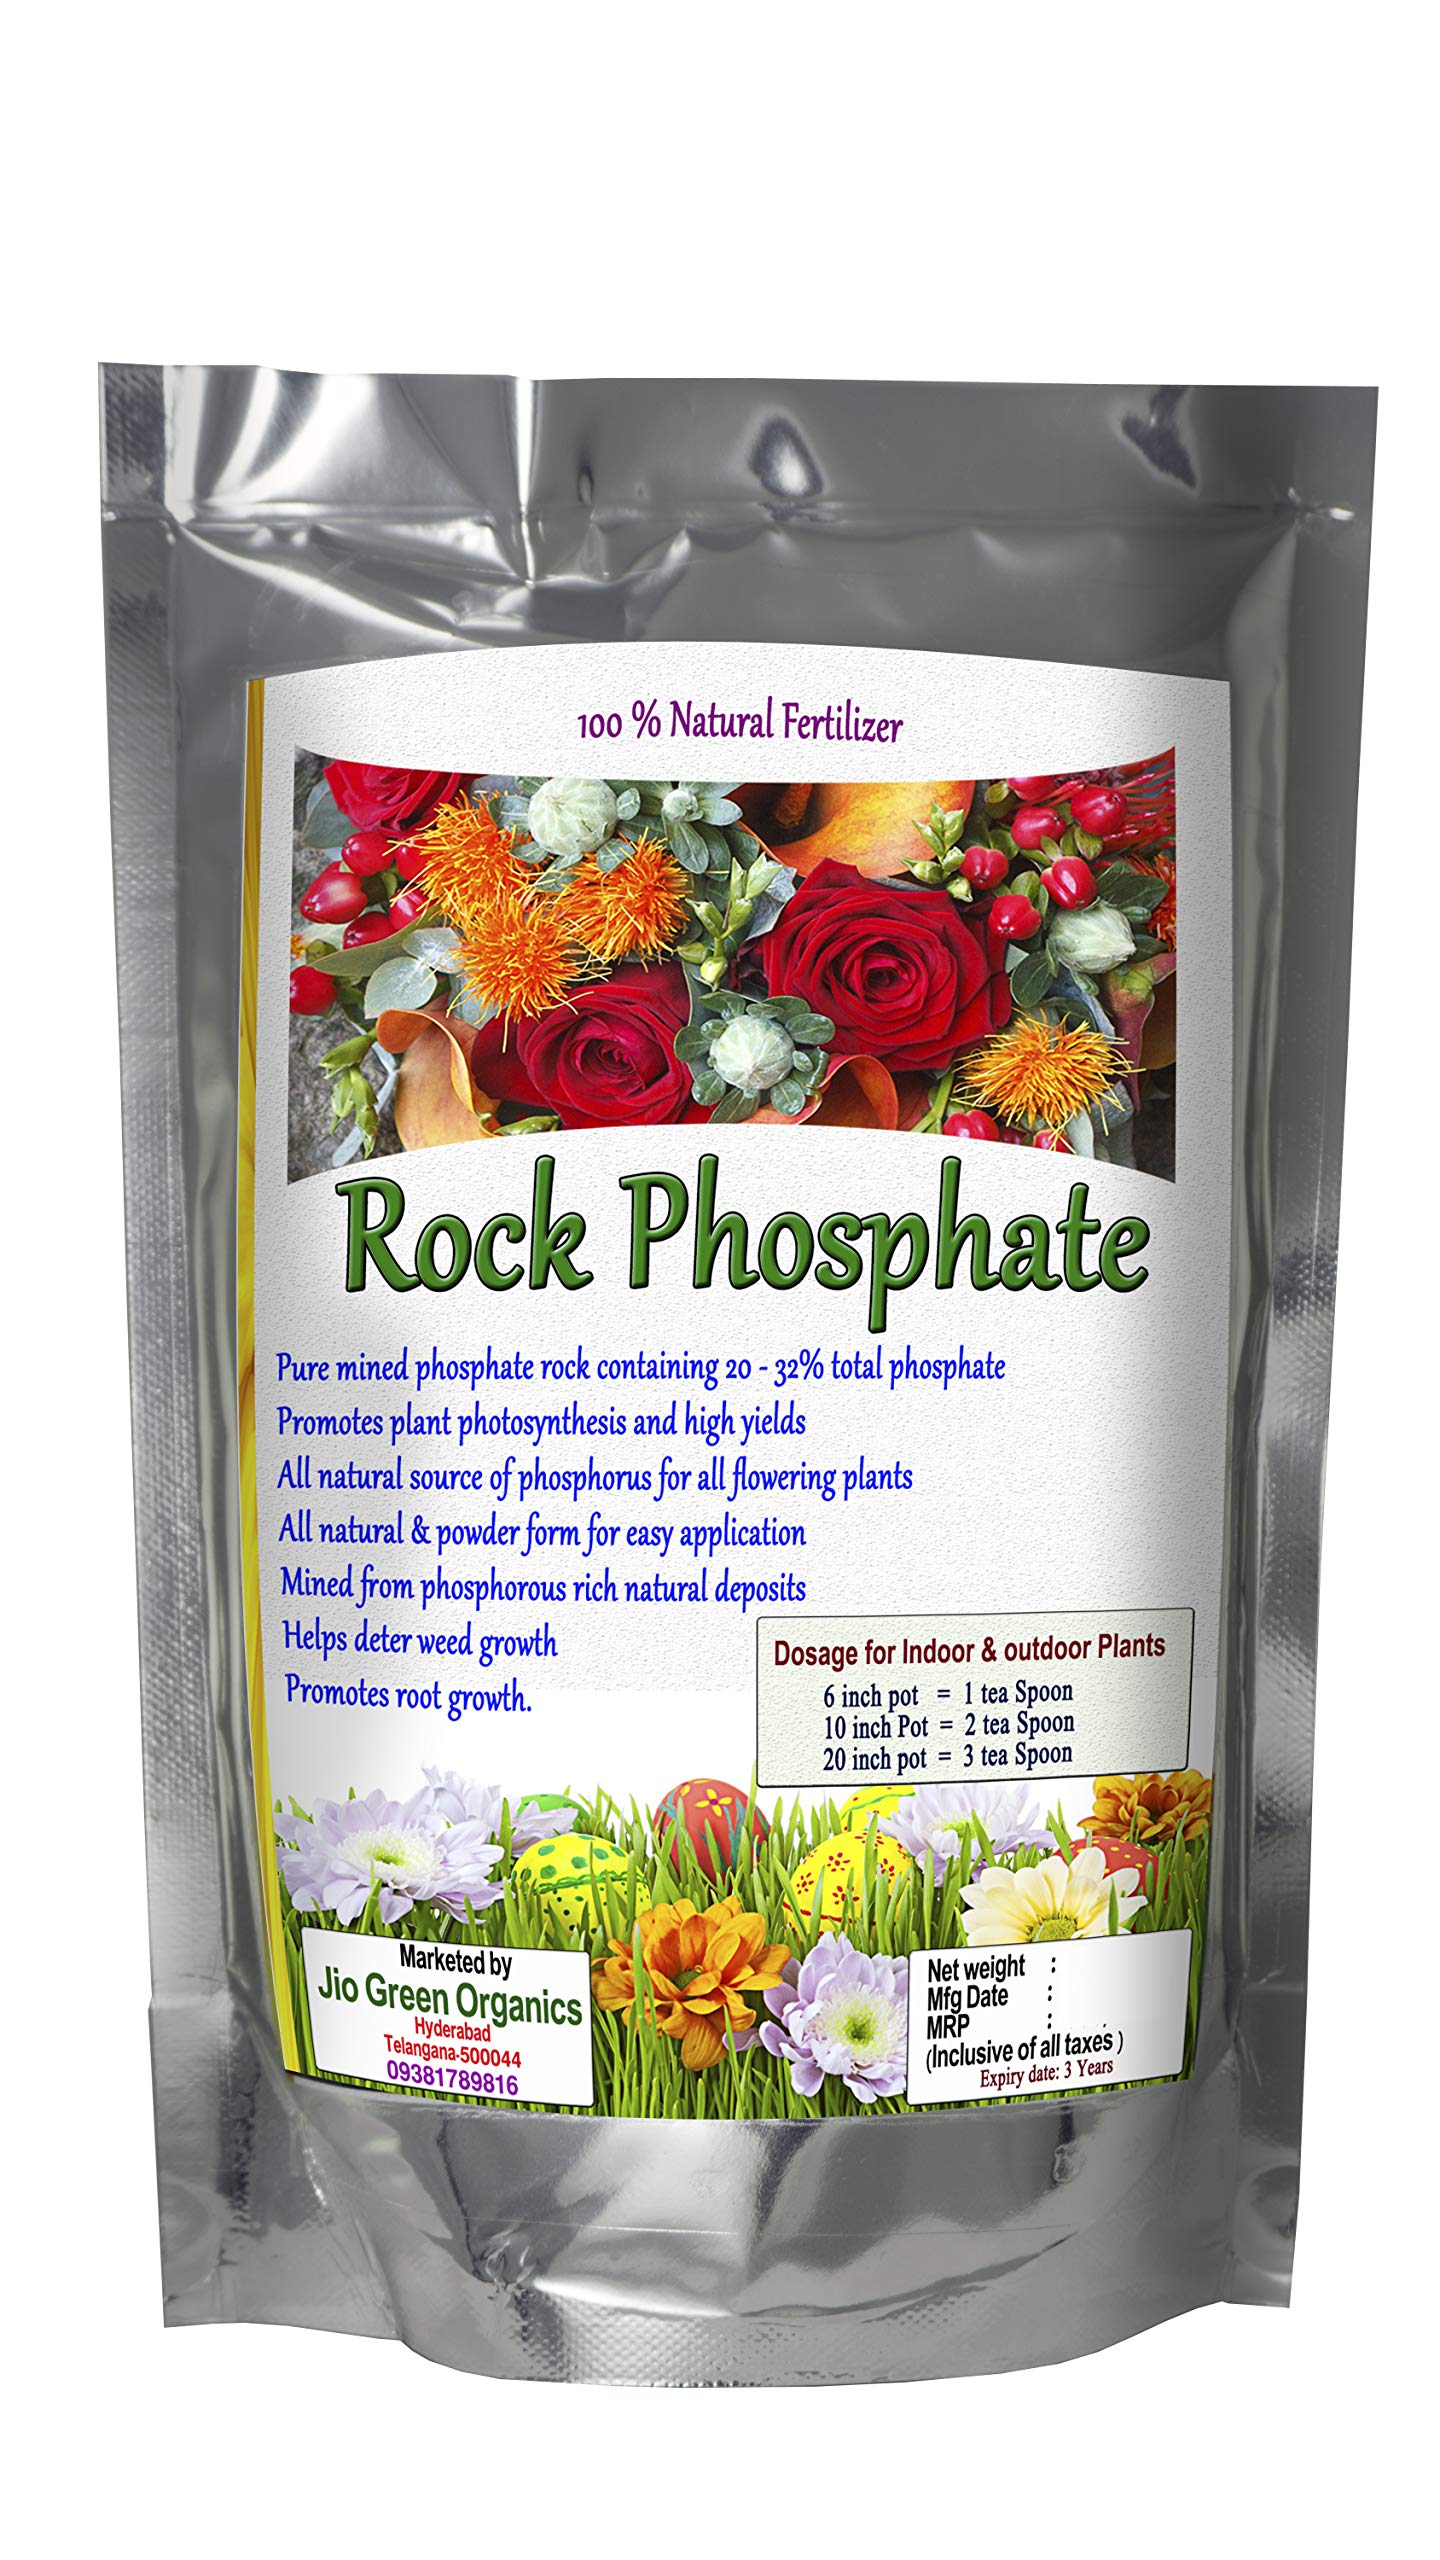 100 % Natural Fertilizer
Rock Phosphate
Pure mined phosphate rock containing 20 - 32% total phosphate
Promotes plant photosynthesis and high yields
All natural source of phosphorus for all flowering plants
All natural & powder form for easy application
Mined from phosphorous rich natural deposits
Helps deter weed growth
Promotes root growth.
Dosage for Indoor & outdoor Plants
6 inch pot = 1 tea Spoon
10 inch Pot = 2 tea Spoon
20 inch pot = 3 tea Spoon
Marketed by
Jio Green Organics
Hyderabad
Telangana-500044
09381789816
Net weight :
Mfg Date :
MRP :
(Inclusive of all taxes )
Expiry date: 3 Years